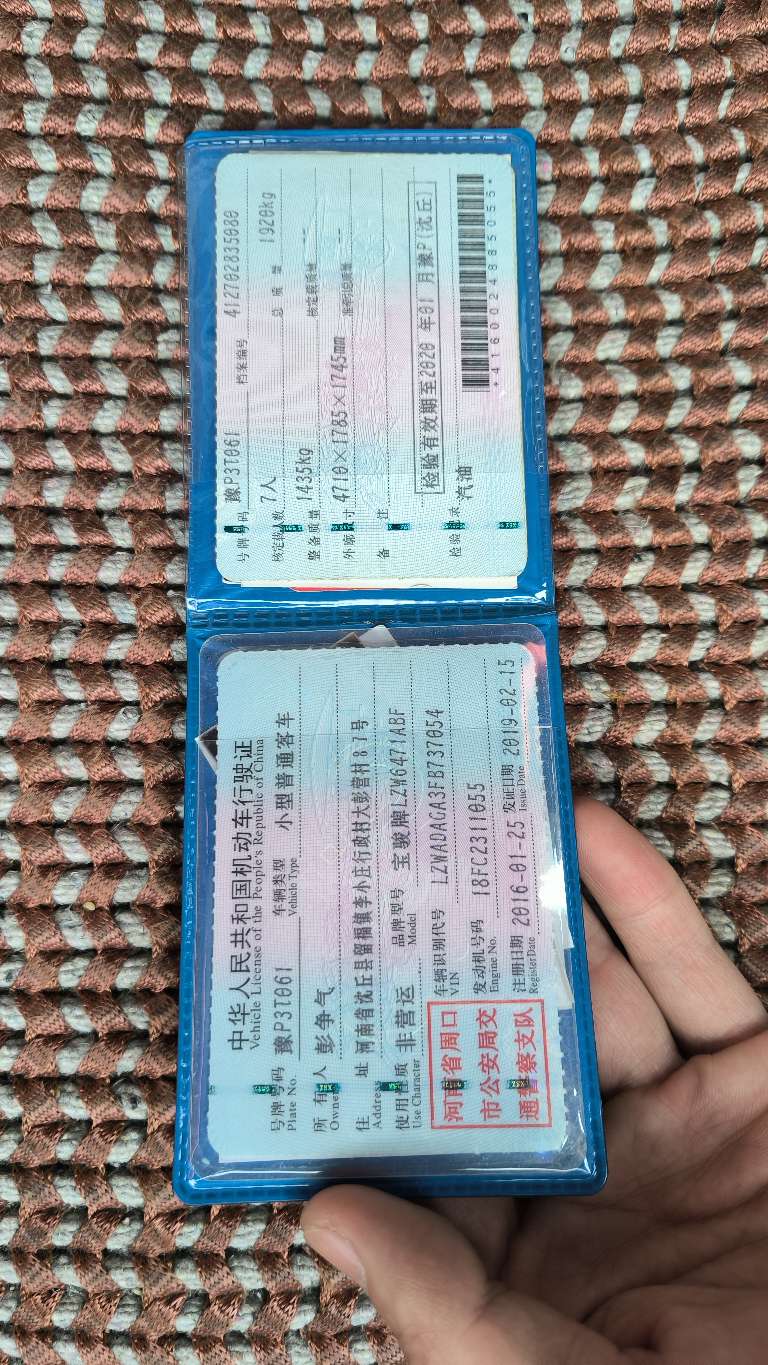 中华人民共和国机动车行驶证
Vehicle License of the People's Republic of China
号牌号码 豫P3T061 车辆类型 小型普通客车
Plate No. Vehicle Type
所有人 彭争气
Owner
住址 河南省沈丘县留福镇李小庄行政村大彭营村81号
Address
使用性质 非营运 品牌型号 宝骏牌LZW6471ABF
Use Character Model
河南省周口
市公安局交
通警察支队
车辆识别代号 LZWADAGA3FB737054
VIN
发动机号码 18FC2311055
Engine No.
注册日期 2016-01-25 发证日期 2019-02-15
Register Date Issue Date
号牌号码 豫P3T061 档案编号 412702835080
核定载人数 7人 总质量 1920kg
整备质量 1435kg 核定载质量 --
外廓尺寸 4710×1785×1745mm 准牵引总质量 --
备注
检验有效期至2020年01月豫P(沈丘)
检验记录 汽油
*4160024885055*